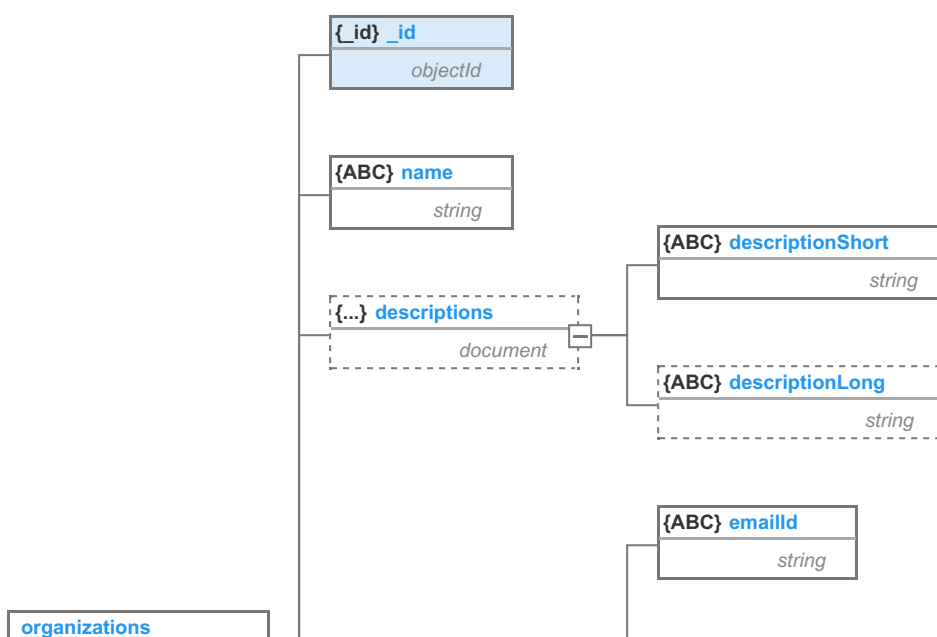 {_id} _id
objectId
{ABC} name
string
{ABC} descriptionShort
string
{...} descriptions
document
{ABC} descriptionLong
string
{ABC} emailId
string
organizations